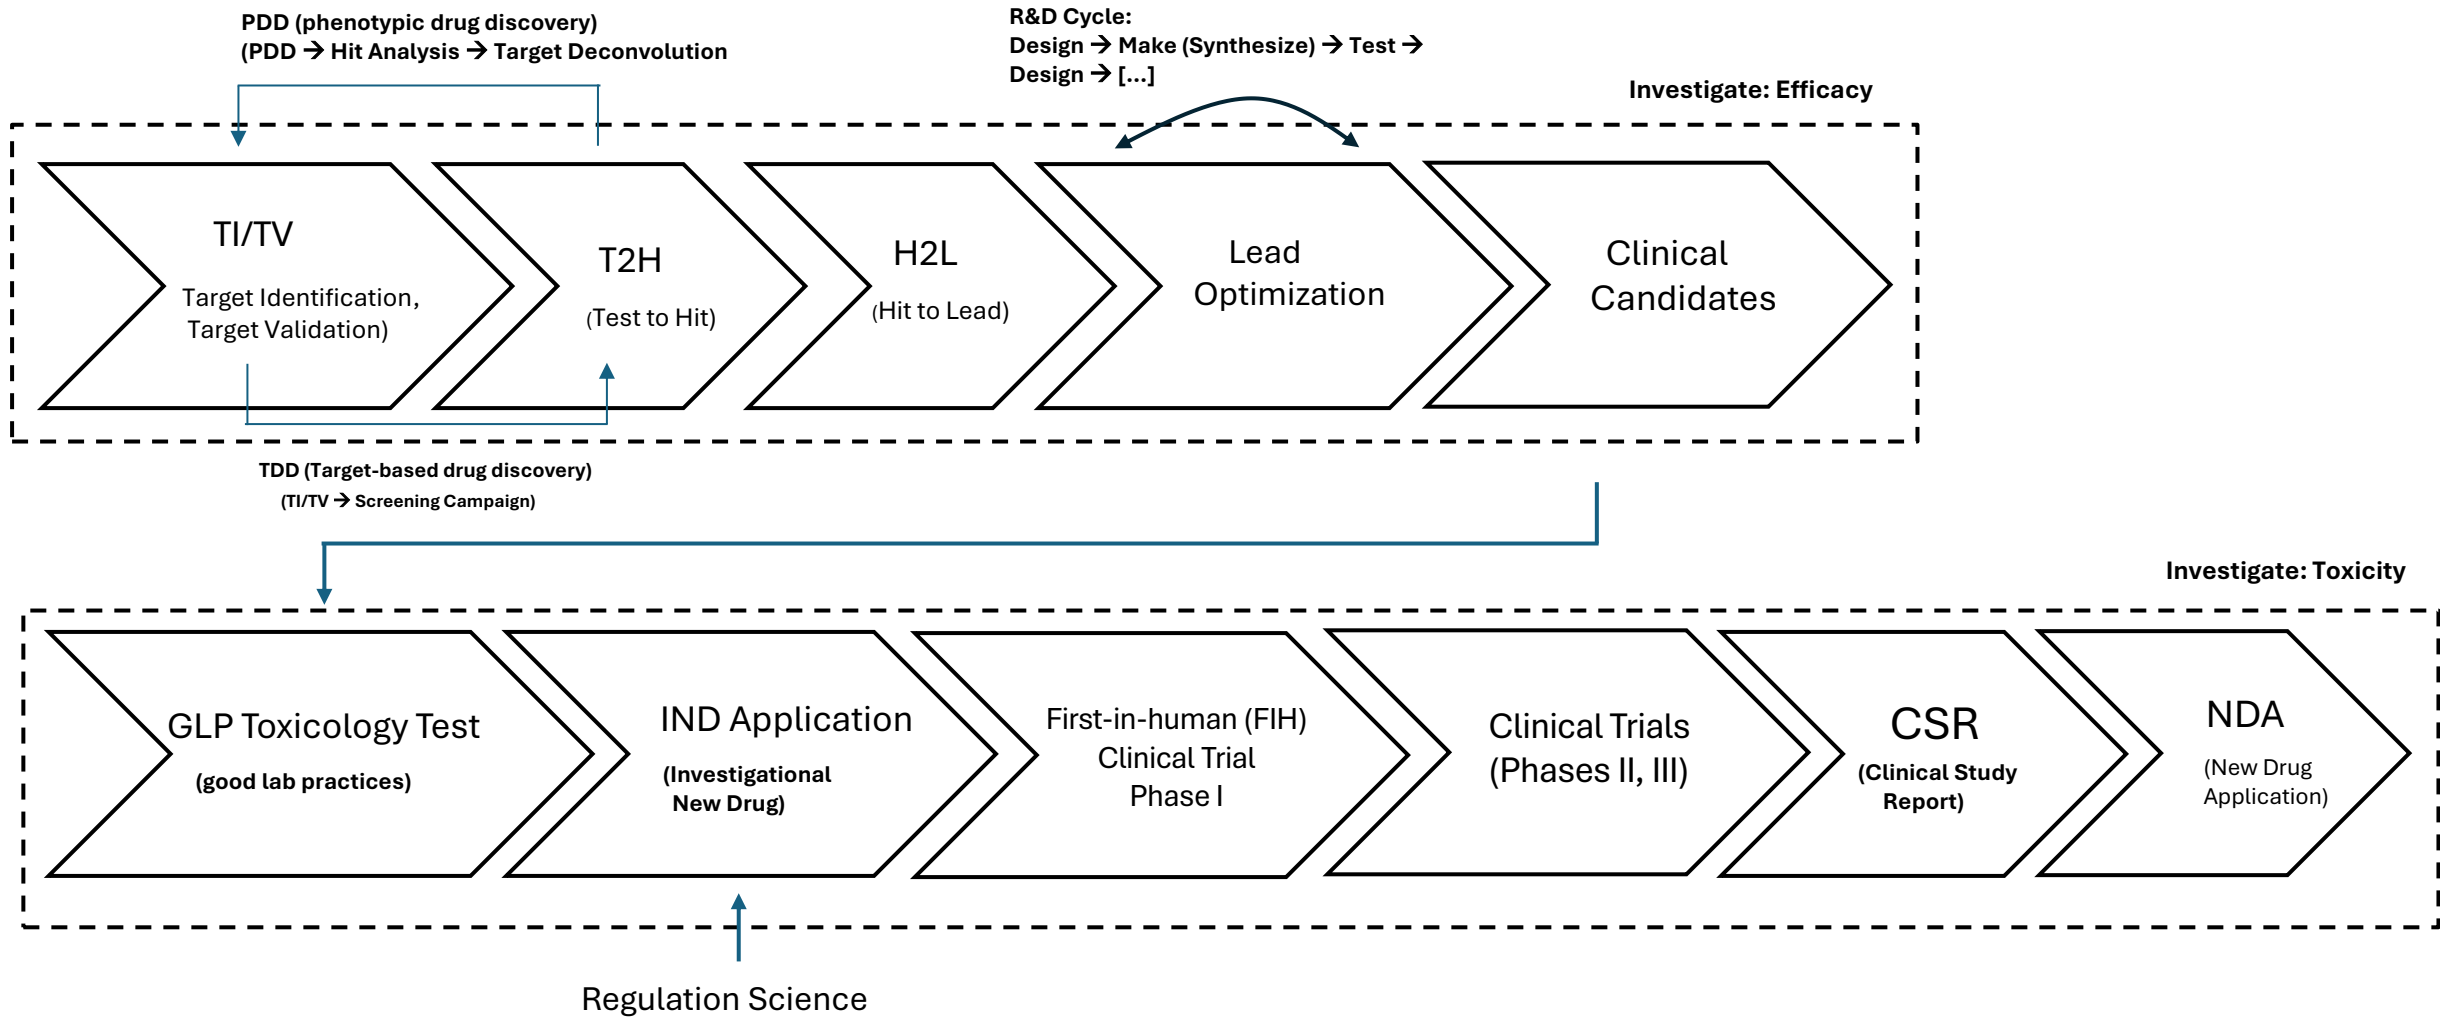 PDD (phenotypic drug discovery)
(PDD → Hit Analysis → Target Deconvolution
R&D Cycle:
Design → Make (Synthesize) → Test →
Design → [...]
Investigate: Efficacy
TI/TV
Target Identification,
Target Validation)
T2H
(Test to Hit)
H2L
(Hit to Lead)
Lead
Optimization
Clinical
Candidates
TDD (Target-based drug discovery)
(TI/TV → Screening Campaign)
Investigate: Toxicity
GLP Toxicology Test
(good lab practices)
IND Application
(Investigational
New Drug)
First-in-human (FIH)
Clinical Trial
Phase I
Clinical Trials
(Phases II, III)
CSR
(Clinical Study
Report)
NDA
(New Drug
Application)
Regulation Science